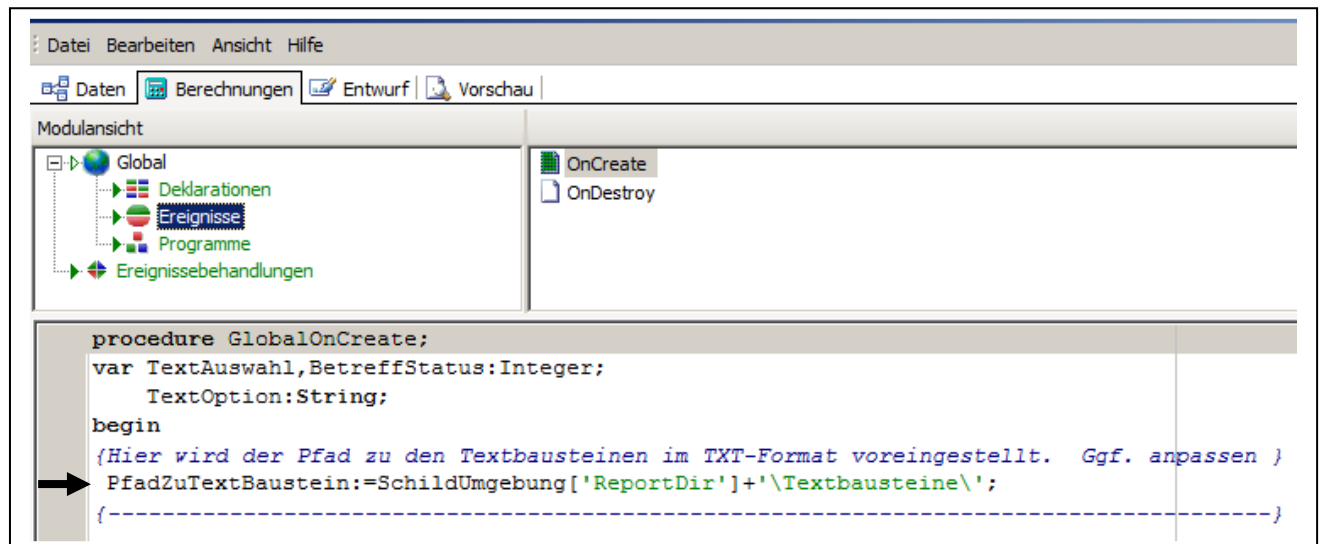 Datei Bearbeiten Ansicht Hilfe
Daten Berechnungen Entwurf Vorschau
Modulansicht
Global
Deklarationen
Ereignisse
Programme
Ereignissebehandlungen
OnCreate
OnDestroy
procedure GlobalOnCreate;
var TextAuswahl,BetreffStatus:Integer;
TextOption:String;
begin
{Hier wird der Pfad zu den Textbausteinen im TXT-Format voreingestellt. Ggf. anpassen }
PfadZuTextBaustein:=SchildUmgebung['ReportDir']+'\Textbausteine\';
{----------------------------------------------------------------------}